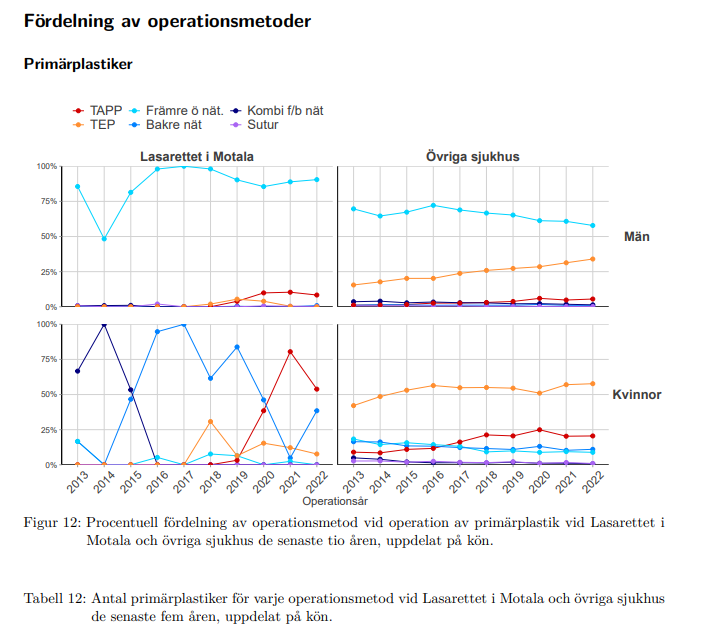 Fördelning av operationsmetoder
Primärplastiker
TAPP Främre ö nät. Kombi f/b nät
TEP Bakre nät Sutur
Lasarettet i Motala Övriga sjukhus
100%
75%
50%
25%
0%
Män
100%
75%
50%
25%
0%
Kvinnor
2013 2014 2015 2016 2017 2018 2019 2020 2021 2022 2013 2014 2015 2016 2017 2018 2019 2020 2021 2022
Operationsår
Figur 12: Procentuell fördelning av operationsmetod vid operation av primärplastik vid Lasarettet i
Motala och övriga sjukhus de senaste tio åren, uppdelat på kön.
Tabell 12: Antal primärplastiker för varje operationsmetod vid Lasarettet i Motala och övriga sjukhus
de senaste fem åren, uppdelat på kön.